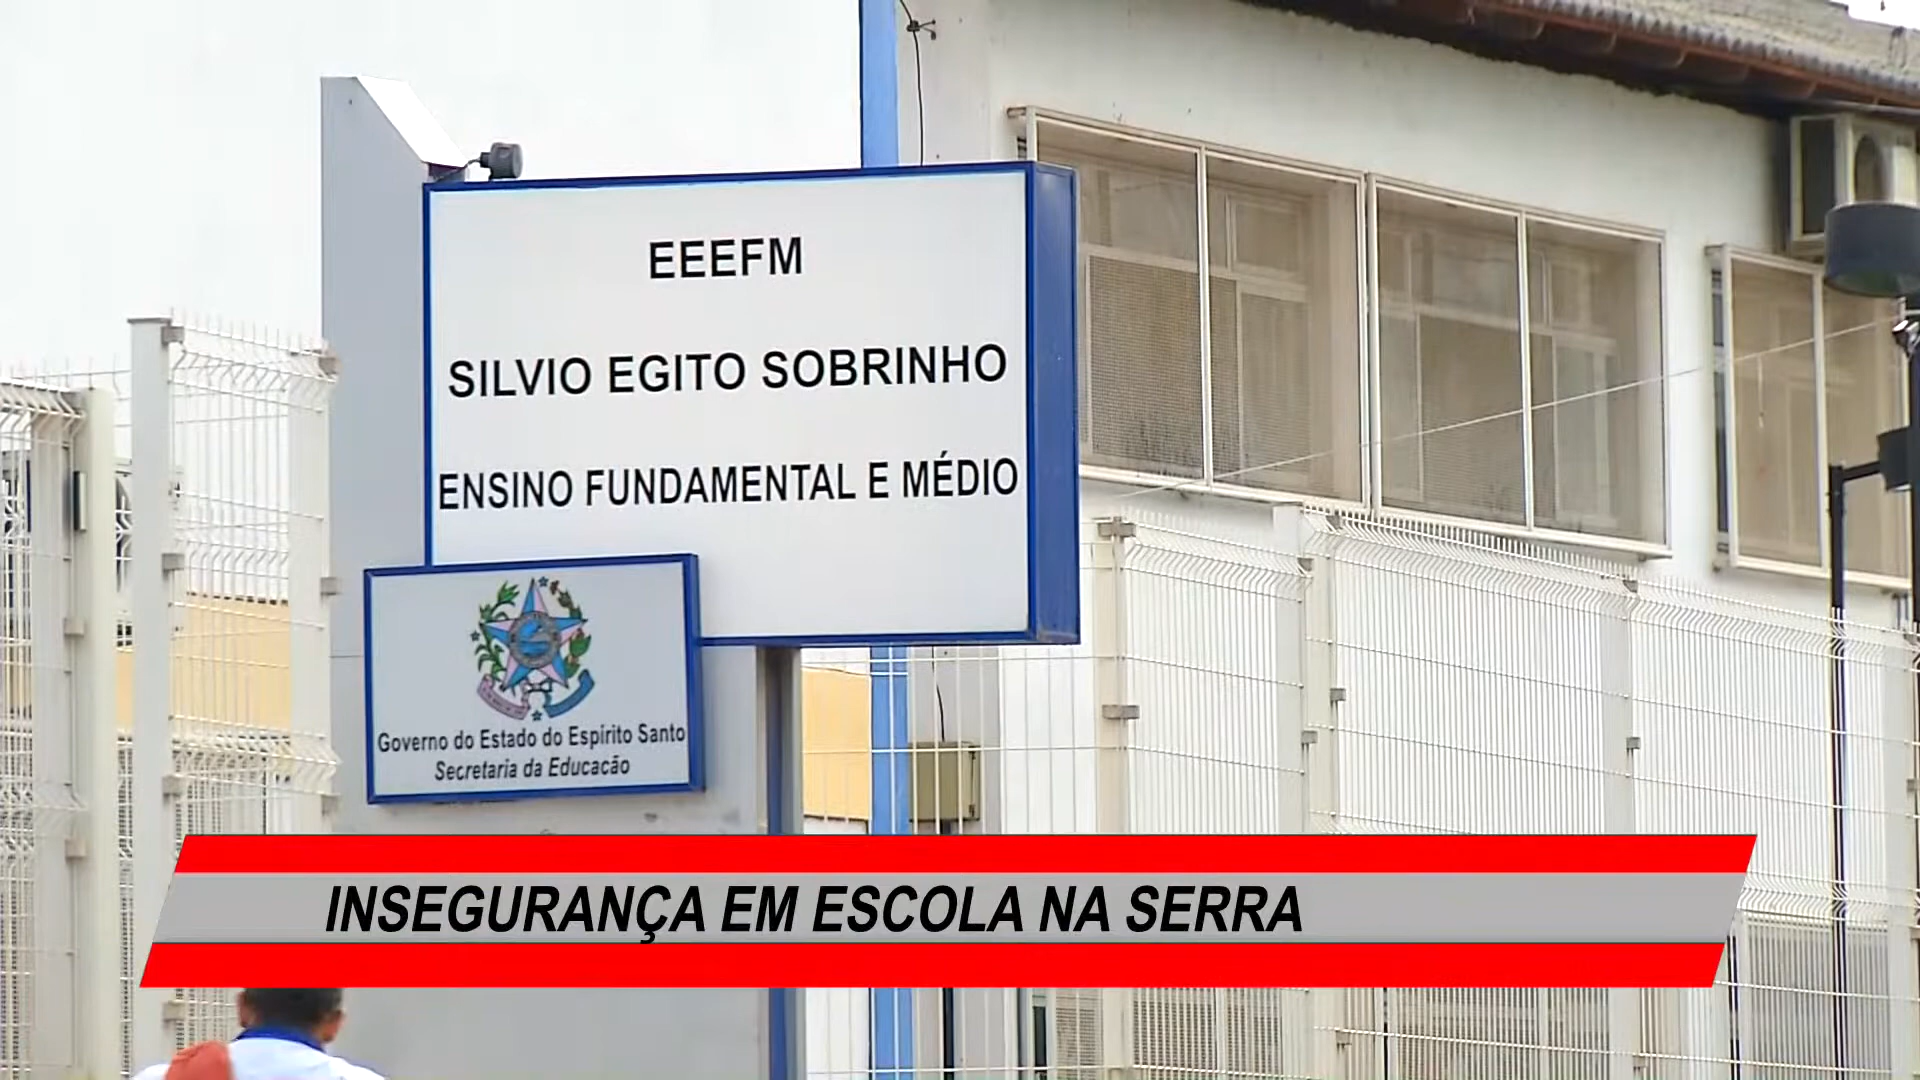 EEEFM
SILVIO EGITO SOBRINHO
ENSINO FUNDAMENTAL E MÉDIO
Governo do Estado do Espírito Santo
Secretaria da Educacão
INSEGURANÇA EM ESCOLA NA SERRA